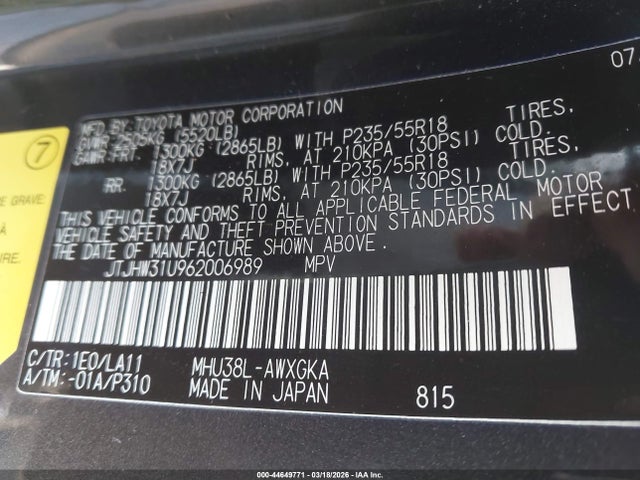 07
MFD. BY: TOYOTA MOTOR CORPORATION
GVWR: 2505KG (5520LB)
GAWR FRT: 1300KG (2865LB) WITH P235/55R18 TIRES,
18X7J RIMS, AT 210KPA (30PSI) COLD.
RR. 1300KG (2865LB) WITH P235/55R18 TIRES,
18X7J RIMS, AT 210KPA (30PSI) COLD.
THIS VEHICLE CONFORMS TO ALL APPLICABLE FEDERAL MOTOR
VEHICLE SAFETY AND THEFT PREVENTION STANDARDS IN EFFECT
THE DATE OF MANUFACTURE SHOWN ABOVE.
JTJHW31U962006989 MPV
C/TR:1E0/LA11 MHU38L-AWXGKA
A/TM:-01A/P310 MADE IN JAPAN 815
7
E GRAVE:
À
IRE.
000-44649771 | 03/18/2026 | IAA Inc.